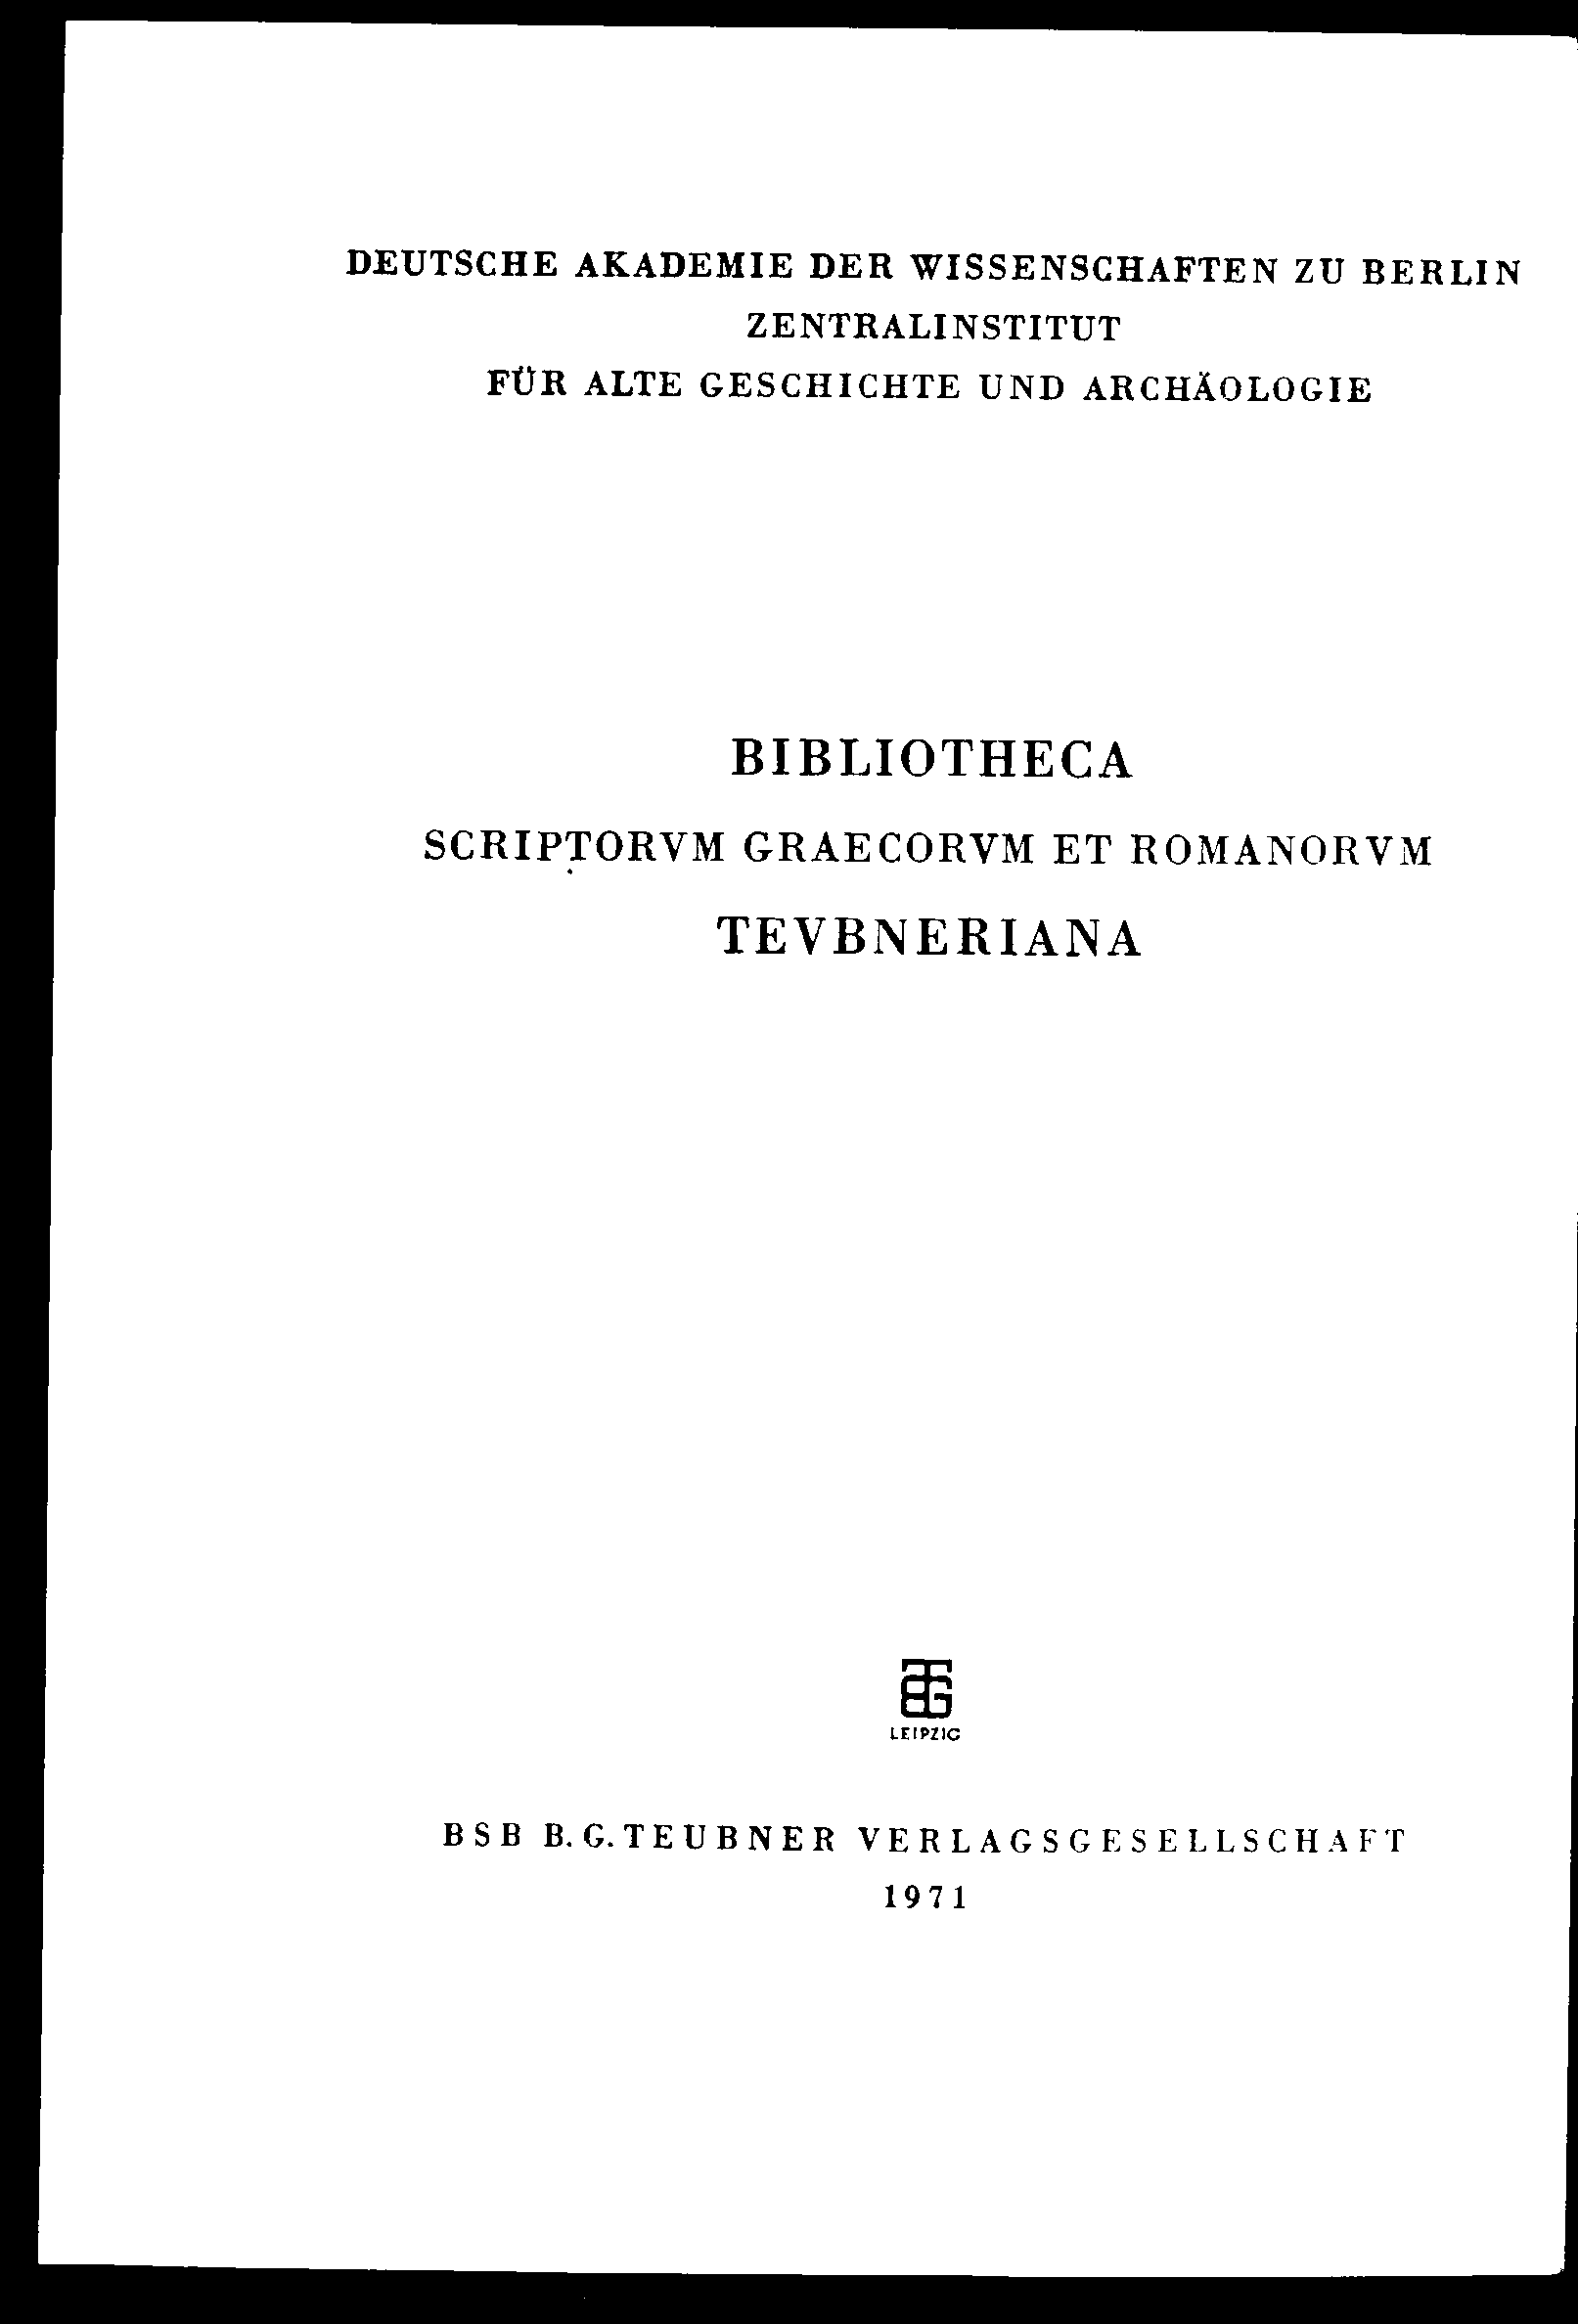 DEUTSCHE AKADEMIE DER WISSENSCHAFTEN ZU BERLIN
ZENTRALINSTITUT
FÜR ALTE GESCHICHTE UND ARCHÄOLOGIE
BIBLIOTHECA
SCRIPTORVM GRAECORVM ET ROMANORVM
TEVBNERIANA
LEIPZIG
BSB B.G.TEUBNER VERLAGSGESELLSCHAFT
1971